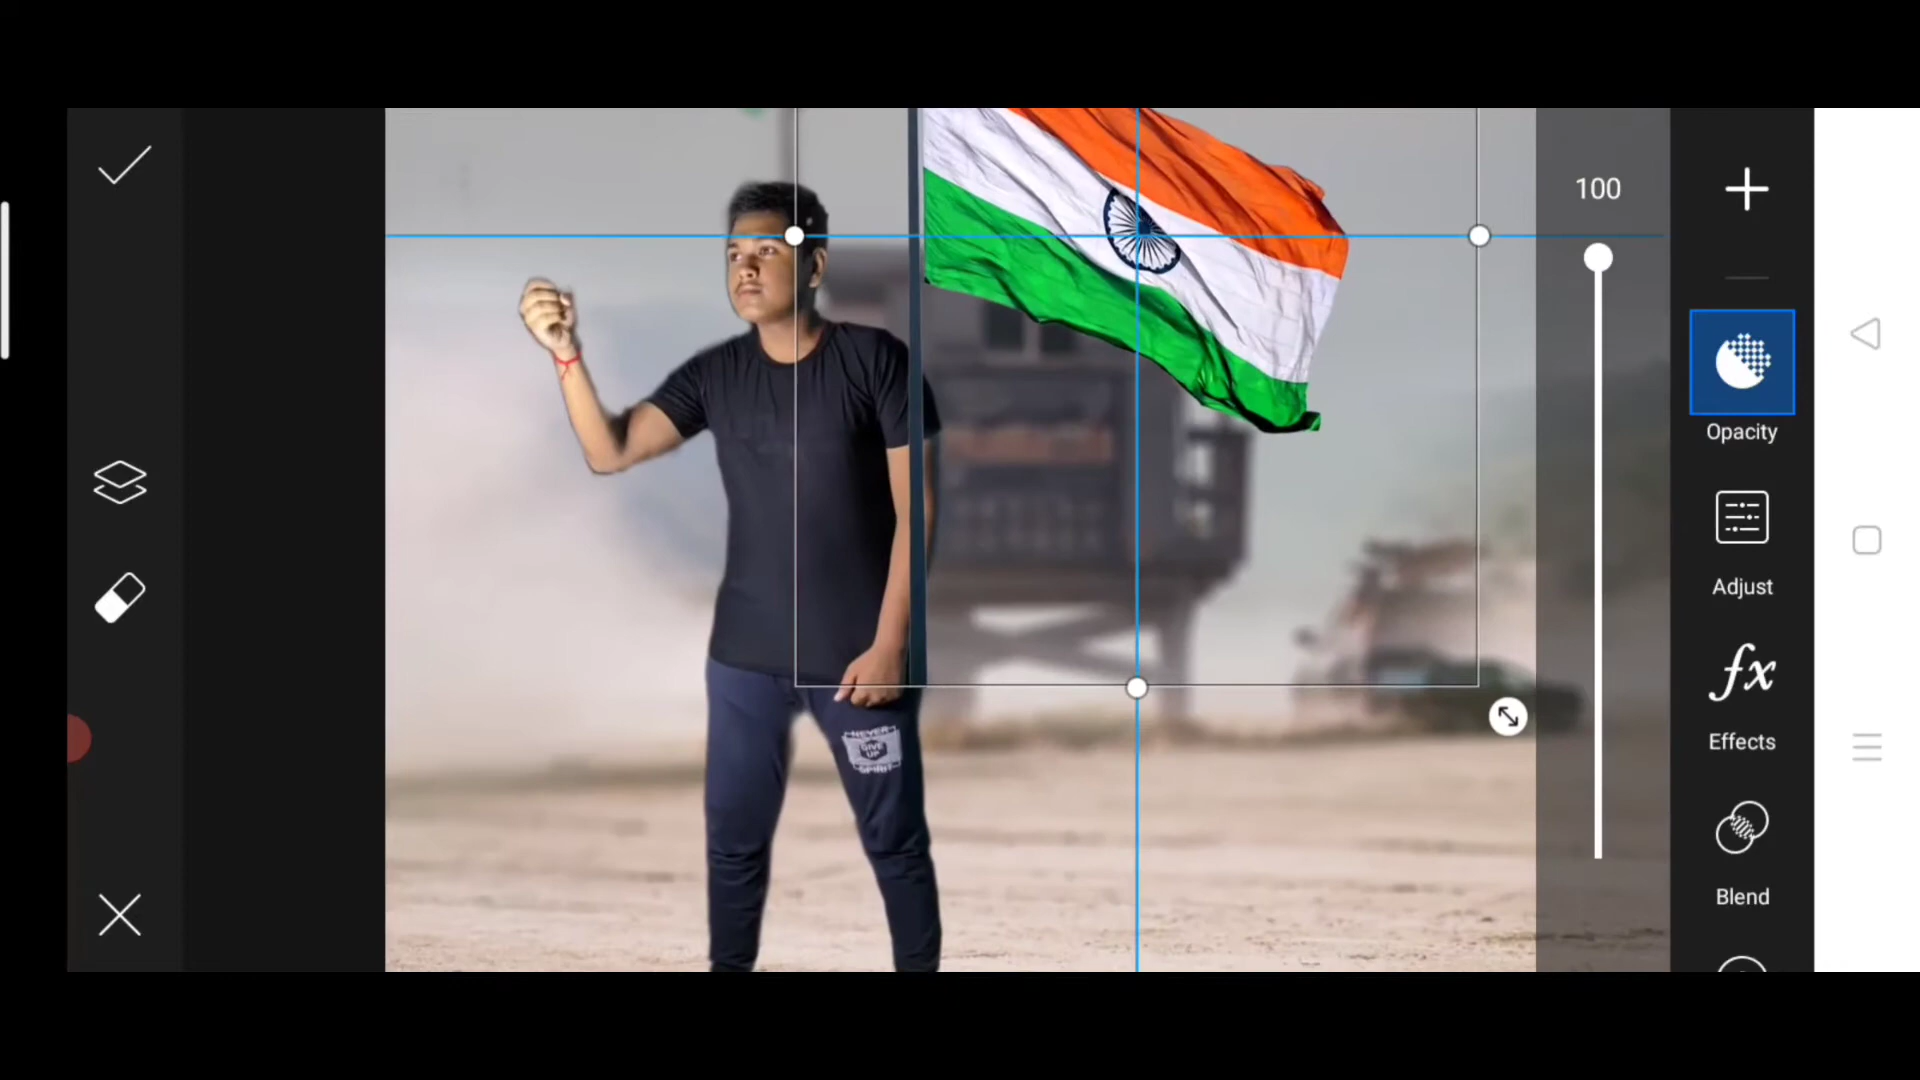 100
Opacity
Adjust
fx
Effects
Blend
NEVER
GIVE
UP
SPIRIT